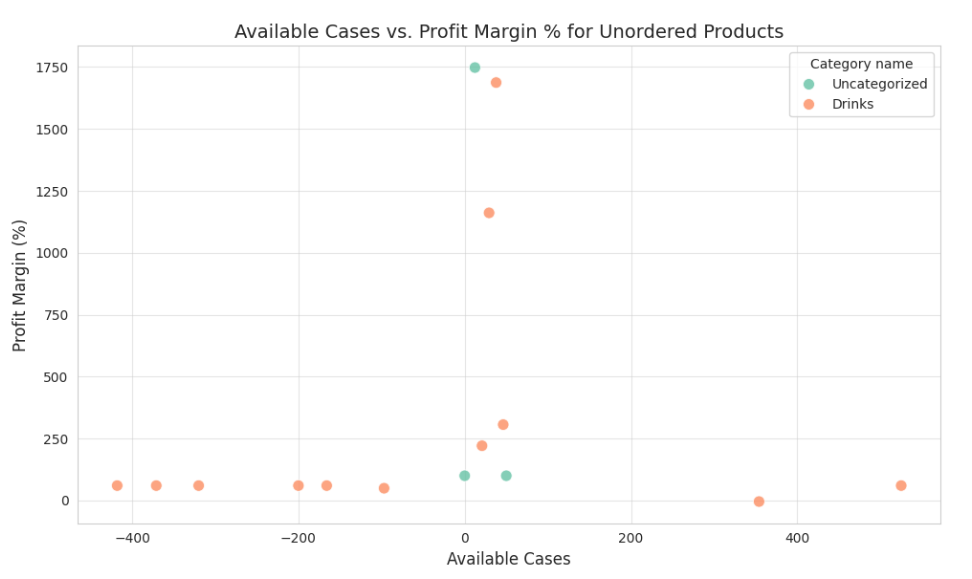 Available Cases vs. Profit Margin % for Unordered Products
Category name
Uncategorized
Drinks
Profit Margin (%)
1750
1500
1250
1000
750
500
250
0
−400
−200
0
200
400
Available Cases